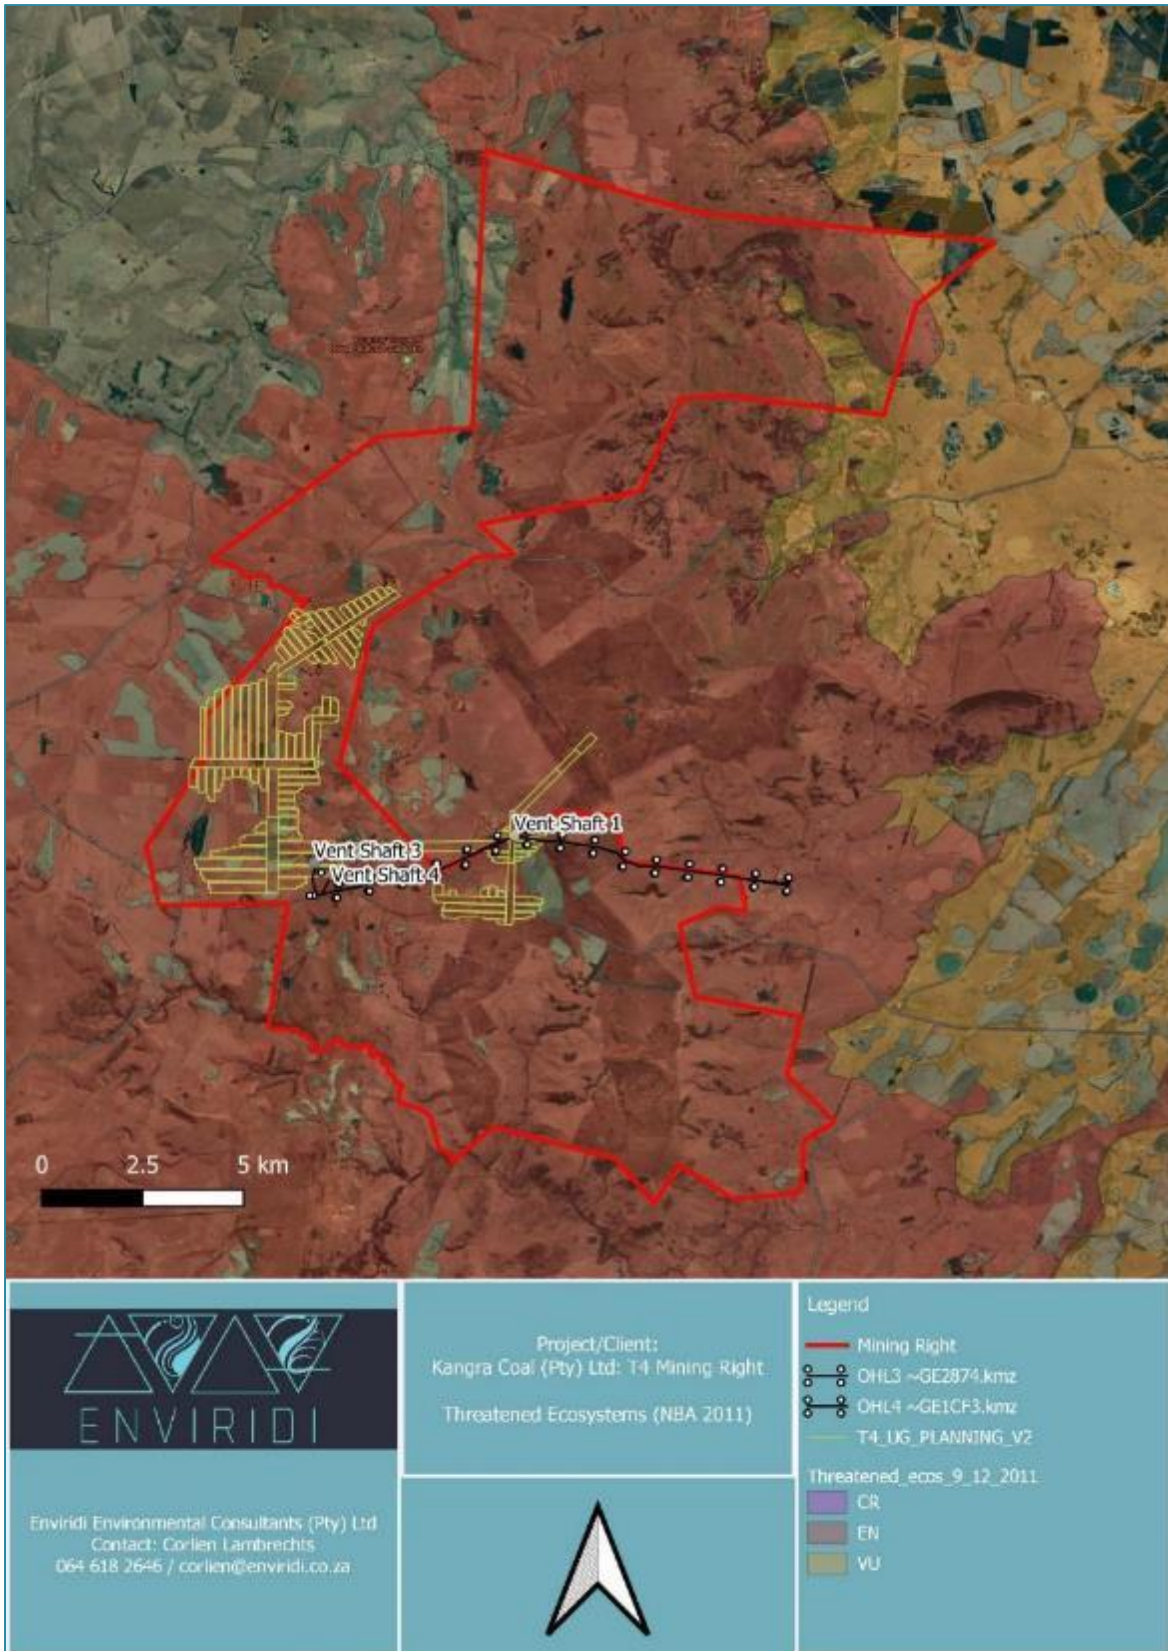 Vent Shaft 1
Vent Shaft 3
Vent Shaft 4
0 2.5 5 km
ENVIRIDI
Enviridi Environmental Consultants (Pty) Ltd
Contact: Corlien Lambrechts
064 618 2646 / corlien@enviridi.co.za
Project/Client:
Kangra Coal (Pty) Ltd: T4 Mining Right
Threatened Ecosystems (NBA 2011)
Legend
Mining Right
OHL3 ~GE2874.kmz
OHL4 ~GE1CF3.kmz
T4_UG_PLANNING_V2
Threatened_ecos_9_12_2011
CR
EN
VU